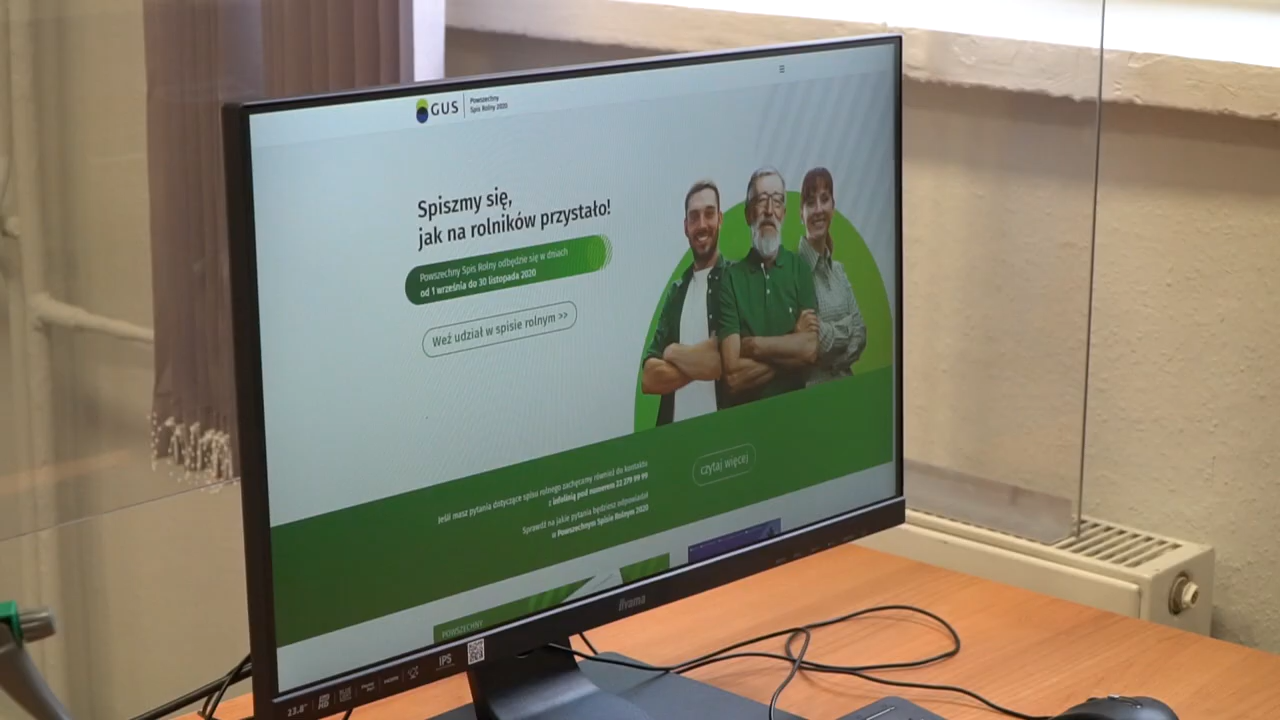 GUS
Powszechny
Spis Rolny 2020
Spiszmy się,
jak na rolników przystało!
Powszechny Spis Rolny odbędzie się w dniach
od 1 września do 30 listopada 2020
Weź udział w spisie rolnym >>
Jeśli masz pytania dotyczące spisu rolnego zachęcamy również do kontaktu
z infolinią pod numerem 22 279 99 99
czytaj więcej
Sprawdź na jakie pytania będziesz odpowiadał
w Powszechnym Spisie Rolnym 2020
POWSZECHNY
iiyama
IPS
23.8"